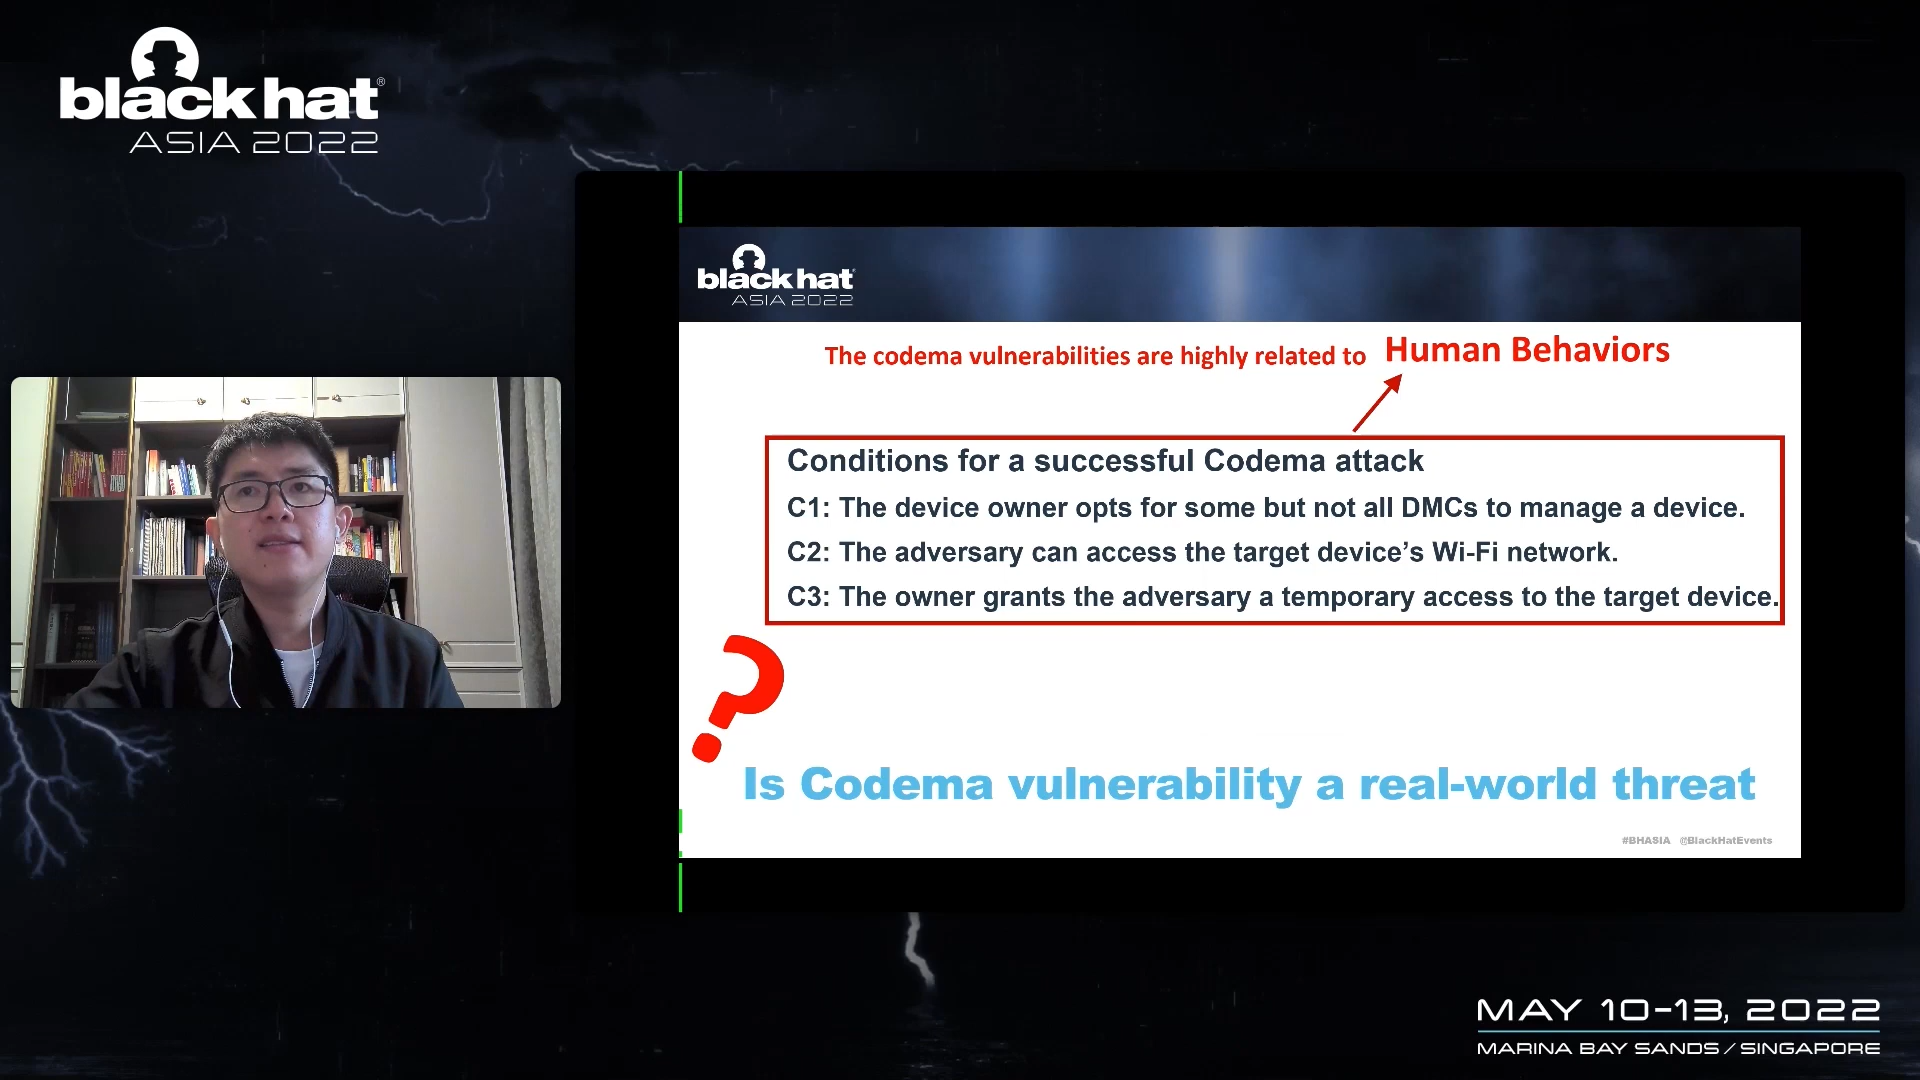 black hat®
ASIA 2022
black hat
ASIA 2022
The codema vulnerabilities are highly related to Human Behaviors
Conditions for a successful Codema attack
C1: The device owner opts for some but not all DMCs to manage a device.
C2: The adversary can access the target device’s Wi-Fi network.
C3: The owner grants the adversary a temporary access to the target device.
?
Is Codema vulnerability a real-world threat
#BHASIA @BlackHatEvents
MAY 10-13, 2022
MARINA BAY SANDS / SINGAPORE